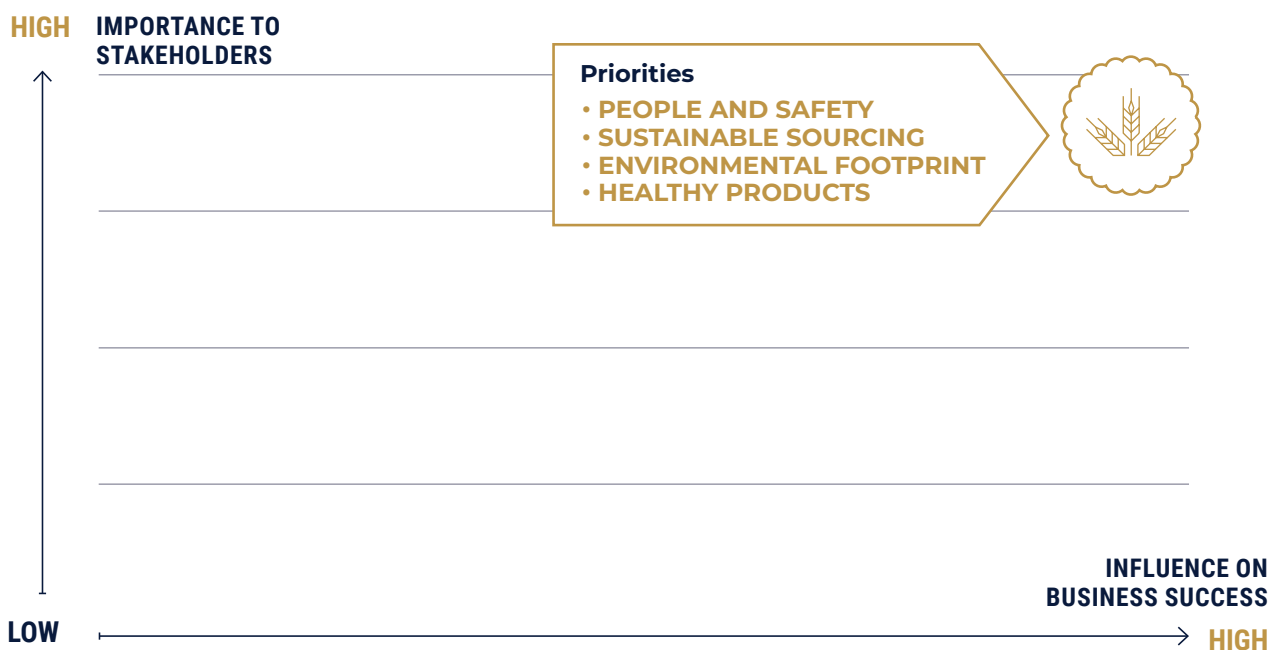 HIGH
IMPORTANCE TO
STAKEHOLDERS
Priorities
• PEOPLE AND SAFETY
• SUSTAINABLE SOURCING
• ENVIRONMENTAL FOOTPRINT
• HEALTHY PRODUCTS
INFLUENCE ON
BUSINESS SUCCESS
LOW
HIGH